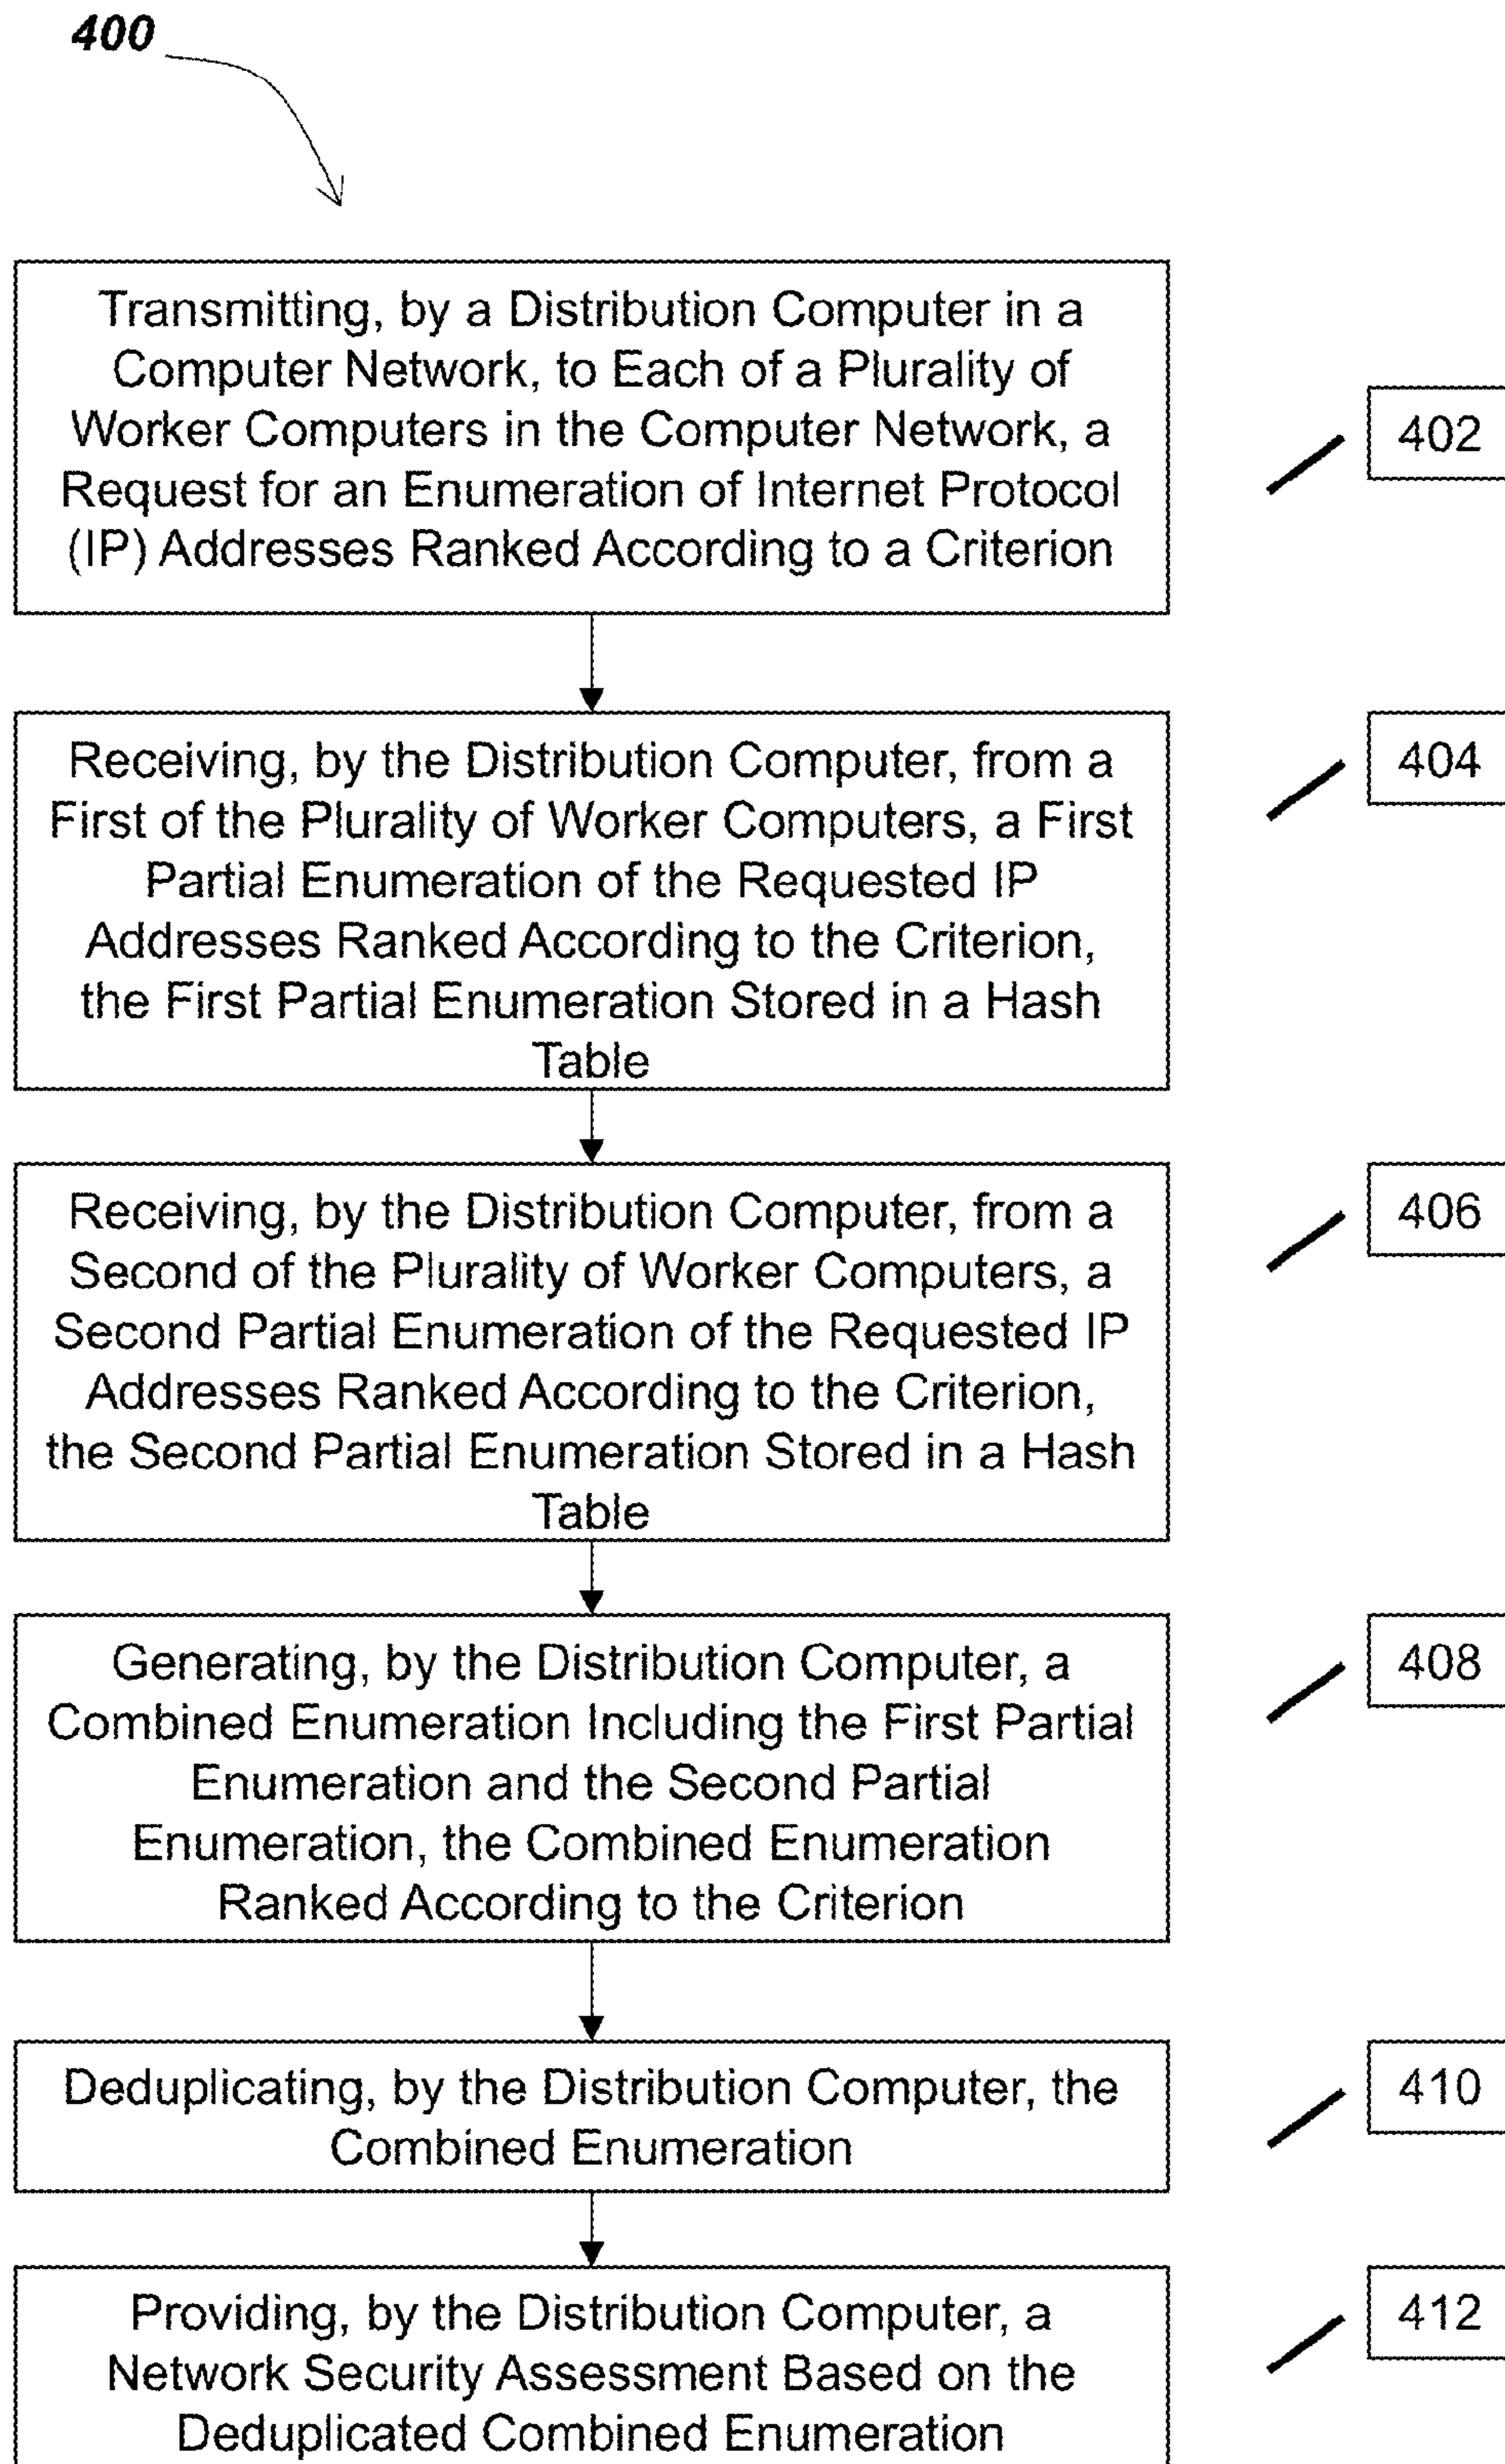 400
Transmitting, by a Distribution Computer in a
Computer Network, to Each of a Plurality of
Worker Computers in the Computer Network, a
Request for an Enumeration of Internet Protocol
(IP) Addresses Ranked According to a Criterion
402
Receiving, by the Distribution Computer, from a
First of the Plurality of Worker Computers, a First
Partial Enumeration of the Requested IP
Addresses Ranked According to the Criterion,
the First Partial Enumeration Stored in a Hash
Table
404
Receiving, by the Distribution Computer, from a
Second of the Plurality of Worker Computers, a
Second Partial Enumeration of the Requested IP
Addresses Ranked According to the Criterion,
the Second Partial Enumeration Stored in a Hash
Table
406
Generating, by the Distribution Computer, a
Combined Enumeration Including the First Partial
Enumeration and the Second Partial
Enumeration, the Combined Enumeration
Ranked According to the Criterion
408
Deduplicating, by the Distribution Computer, the
Combined Enumeration
410
Providing, by the Distribution Computer, a
Network Security Assessment Based on the
Deduplicated Combined Enumeration
412